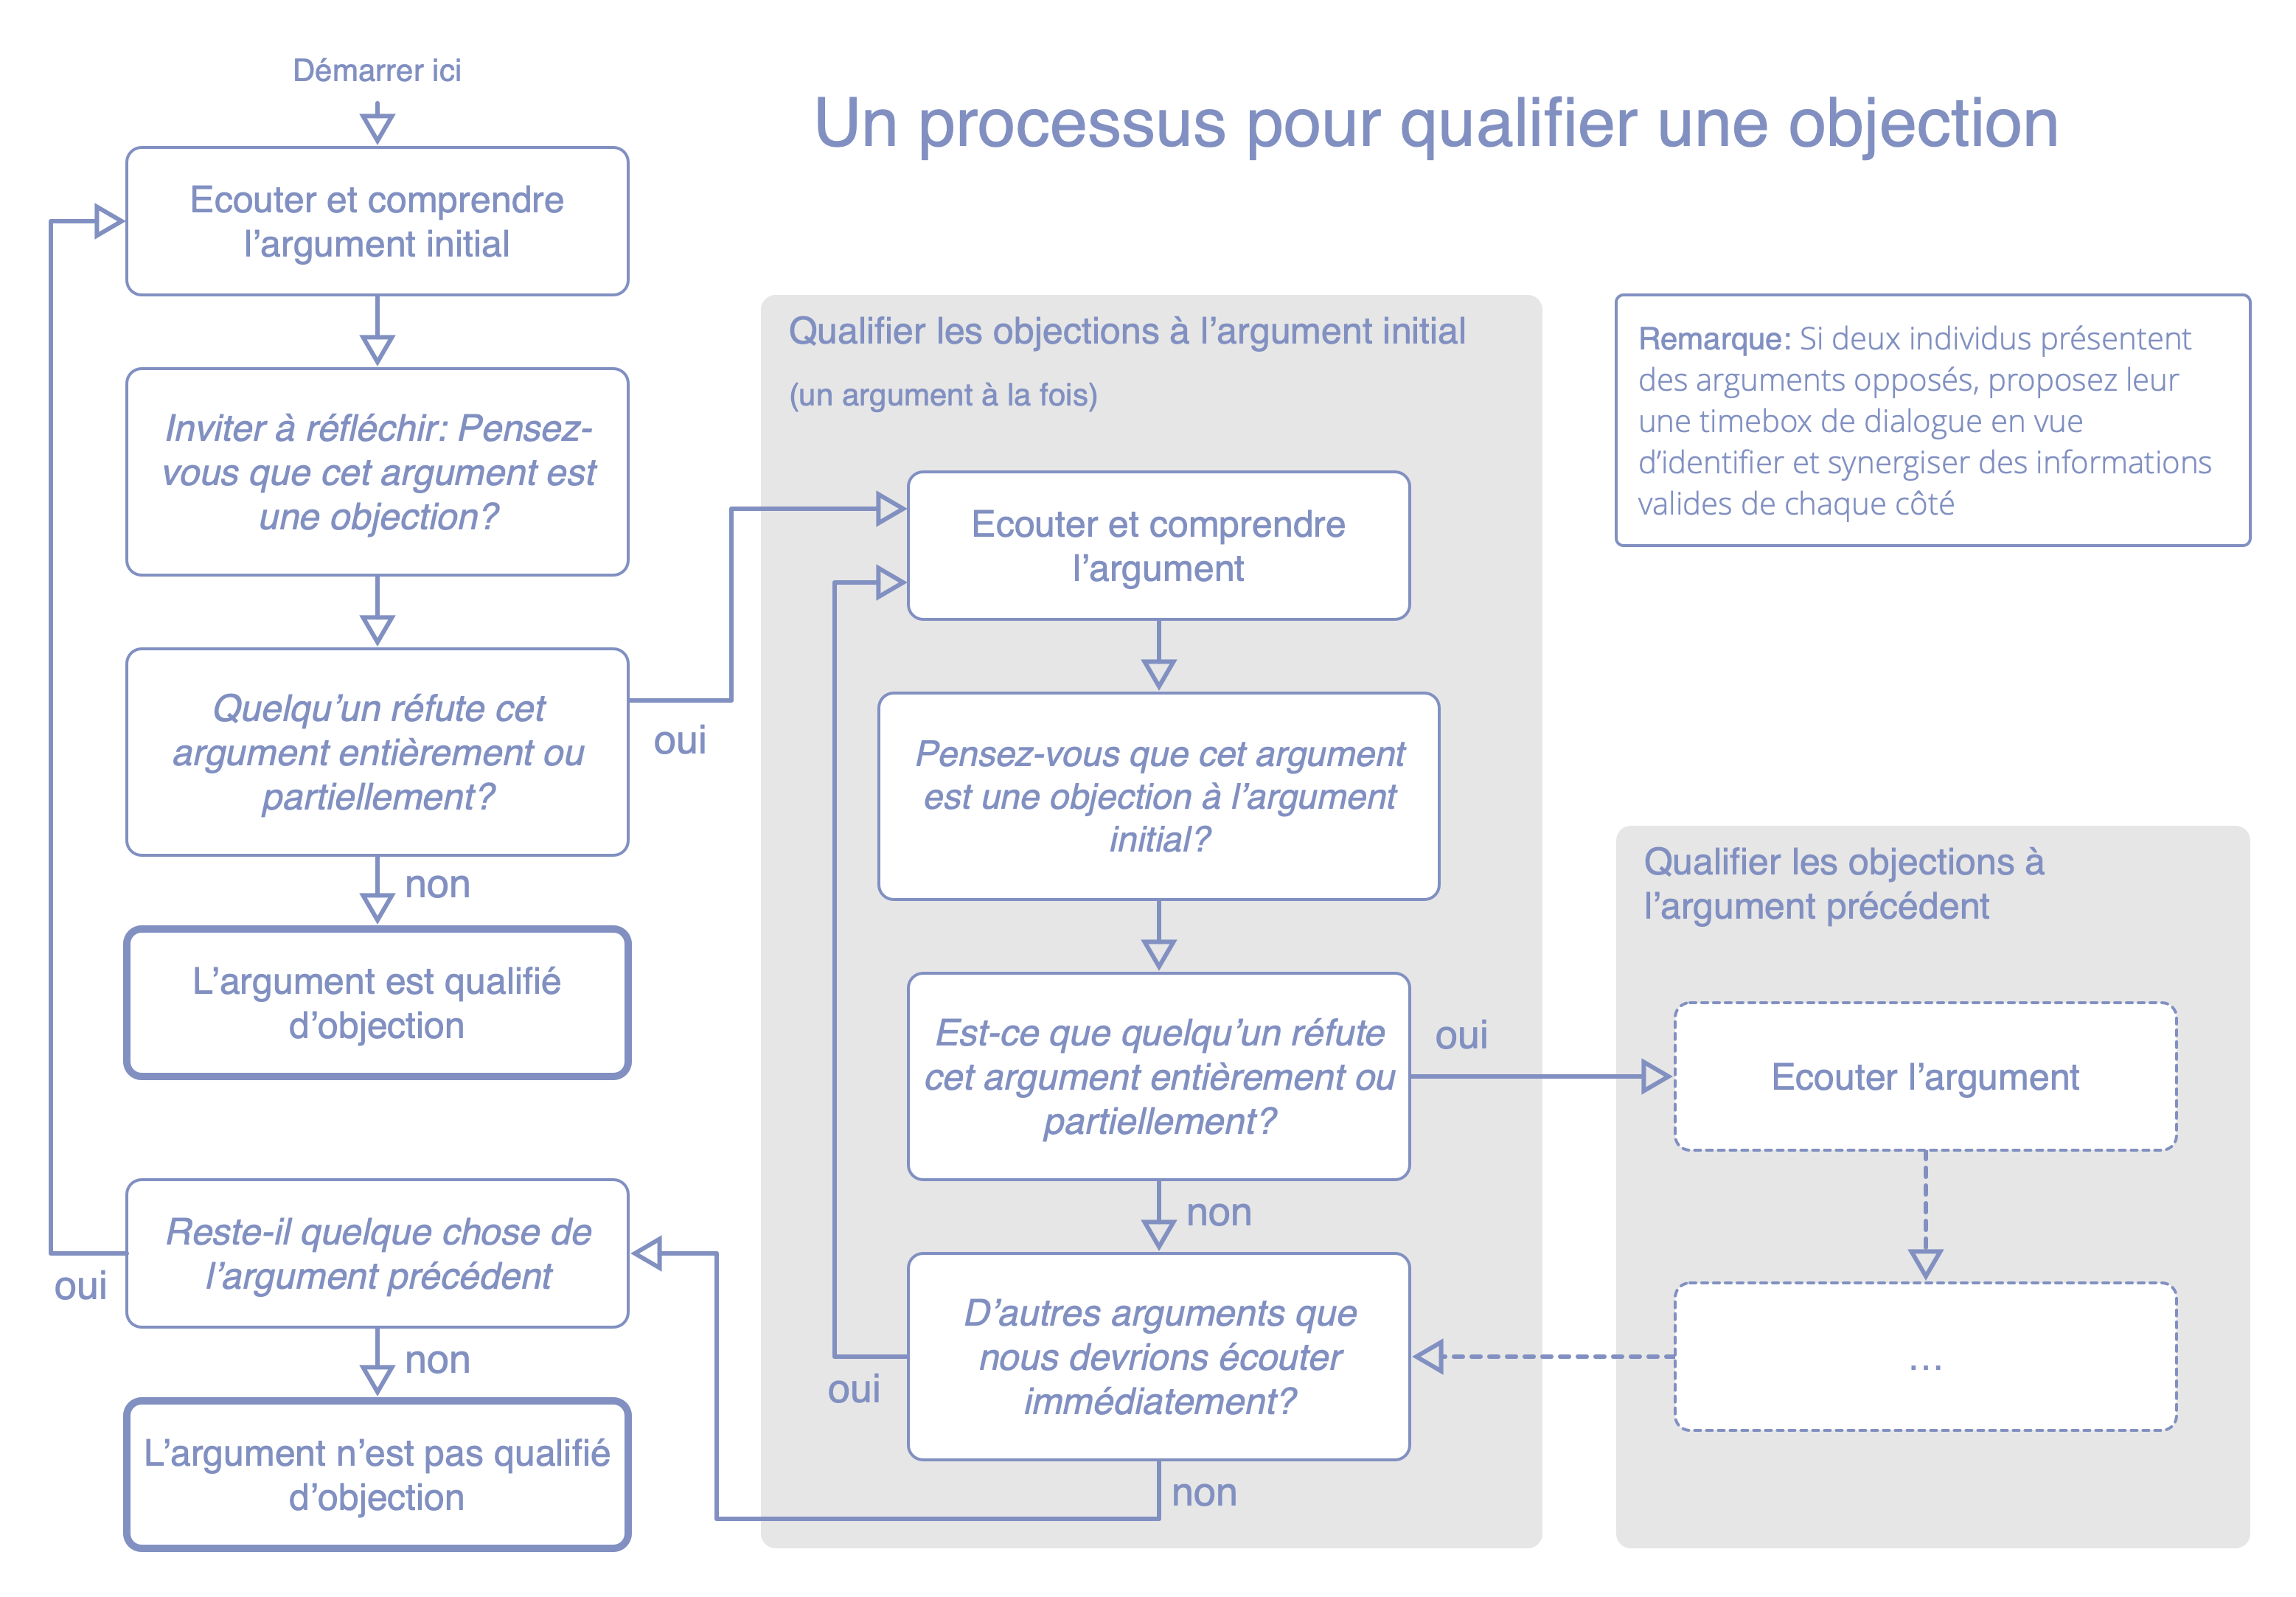 Démarrer ici
Un processus pour qualifier une objection
Ecouter et comprendre
l’argument initial
Inviter à réfléchir: Pensez-
vous que cet argument est
une objection?
Quelqu’un réfute cet
argument entièrement ou
partiellement?
oui
non
L’argument est qualifié
d’objection
Reste-il quelque chose de
l’argument précédent
oui
non
L’argument n’est pas qualifié
d’objection
Qualifier les objections à l’argument initial
(un argument à la fois)
Ecouter et comprendre
l’argument
Pensez-vous que cet argument
est une objection à l’argument
initial?
Est-ce que quelqu’un réfute
cet argument entièrement ou
partiellement?
oui
non
D’autres arguments que
nous devrions écouter
immédiatement?
oui
non
Remarque: Si deux individus présentent
des arguments opposés, proposez leur
une timebox de dialogue en vue
d’identifier et synergiser des informations
valides de chaque côté
Qualifier les objections à
l’argument précédent
Ecouter l’argument
...